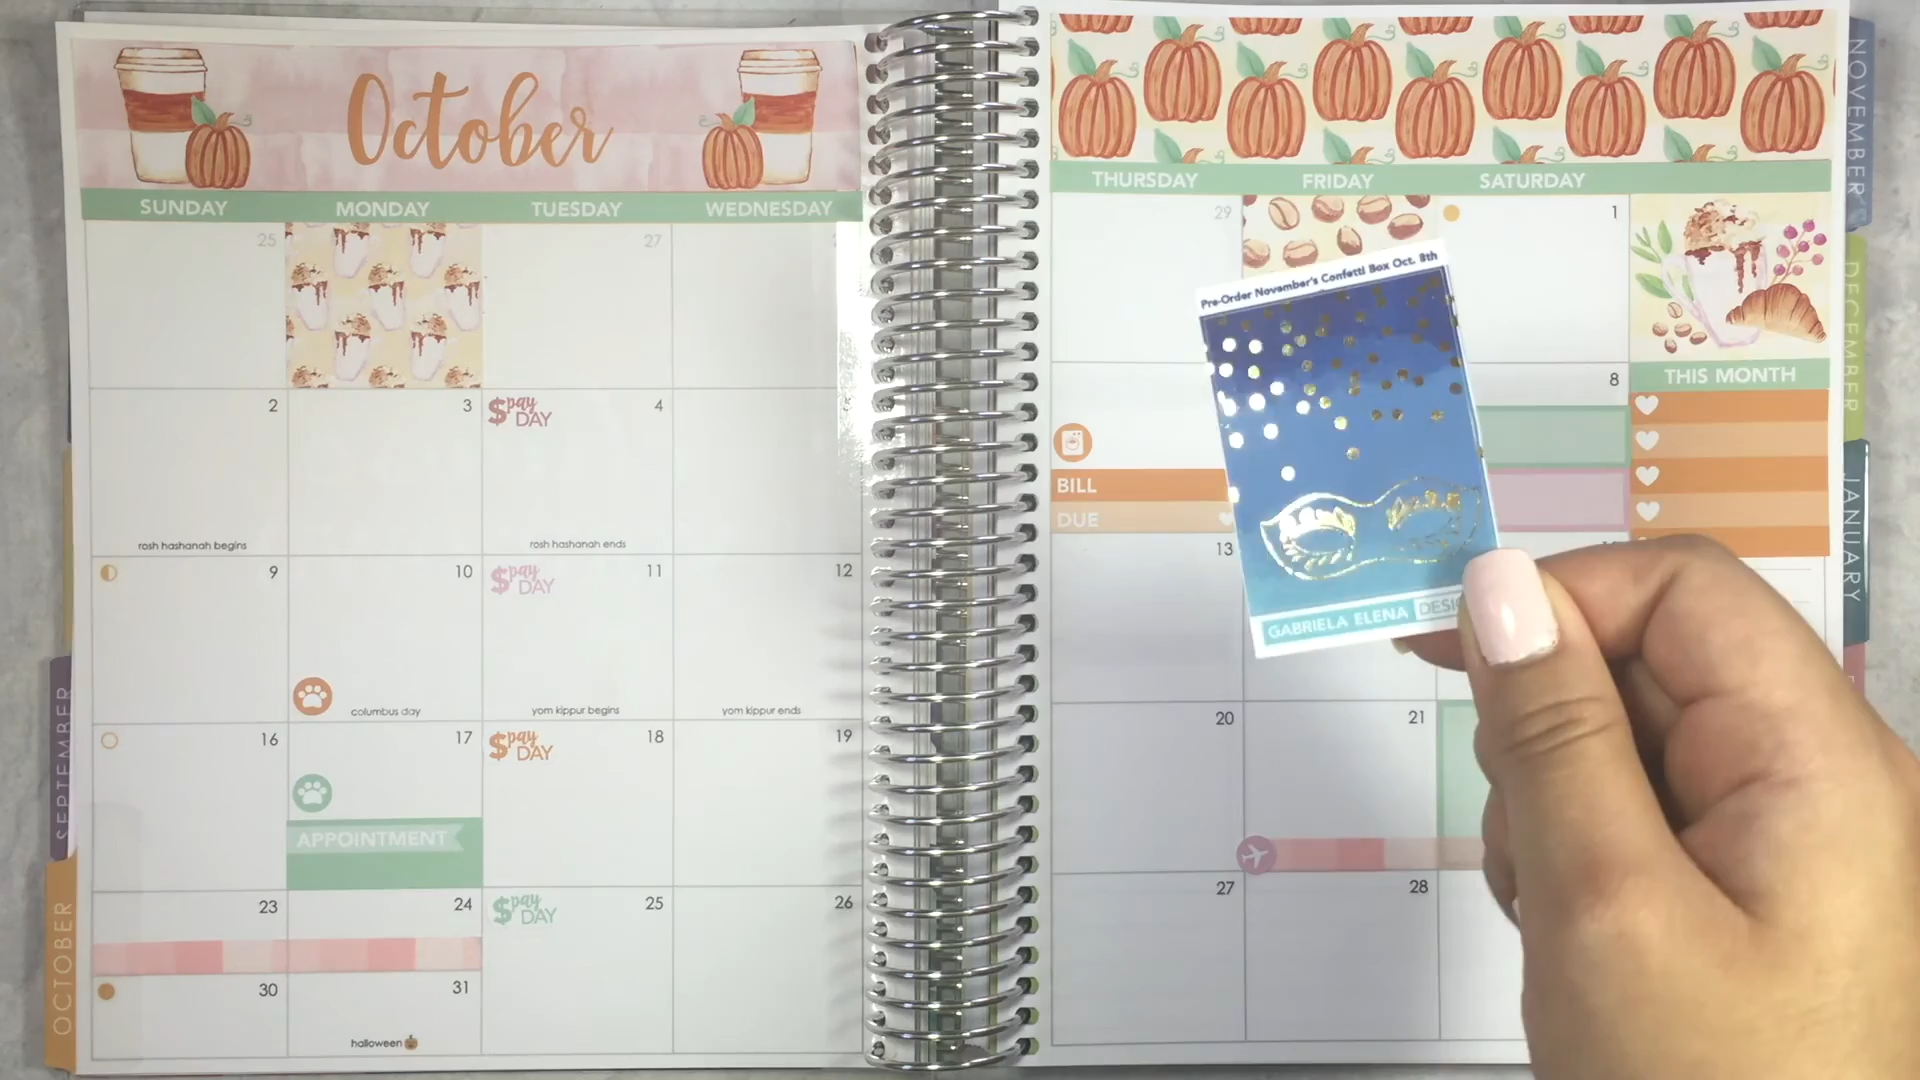 October
SUNDAY MONDAY TUESDAY WEDNESDAY
25 27
2 3 $pay DAY 4
rosh hashanah begins rosh hashanah ends
9 10 $pay DAY 11 12
columbus day yom kippur begins yom kippur ends
16 17 $pay DAY 18 19
APPOINTMENT
23 24 $pay DAY 25 26
30 31
halloween
SEPTEMBER
OCTOBER
THURSDAY FRIDAY SATURDAY
29 1
8 THIS MONTH
BILL
DUE
13
20 21
27 28
Pre-Order November's Confetti Box Oct. 8th
GABRIELA ELENA
NOVEMBER
DECEMBER
JANUARY